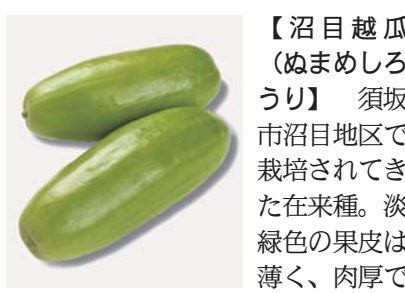 【沼目越瓜
（ぬまめしろ
うり】　須坂
市沼目地区で
栽培されてき
た在来種。淡
緑色の果皮は
薄く、肉厚で